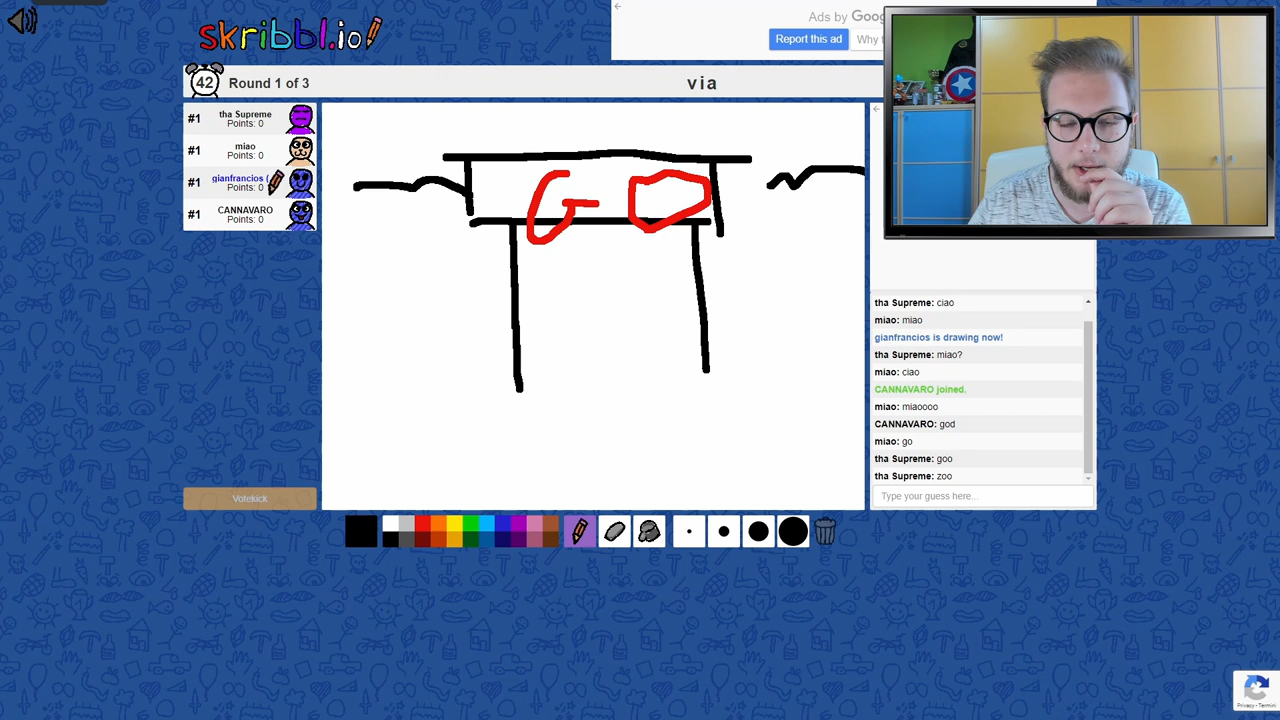 skribbl.io
Ads by Goog
Report this ad
Why th
42
Round 1 of 3
via
#1
tha Supreme
Points: 0
#1
miao
Points: 0
#1
gianfrancios (
Points: 0
#1
CANNAVARO
Points: 0
G O
tha Supreme: ciao
miao: miao
gianfrancios is drawing now!
tha Supreme: miao?
miao: ciao
CANNAVARO joined.
miao: miaoooo
CANNAVARO: god
miao: go
tha Supreme: goo
tha Supreme: zoo
Type your guess here...
Votekick
Privacy - Termini